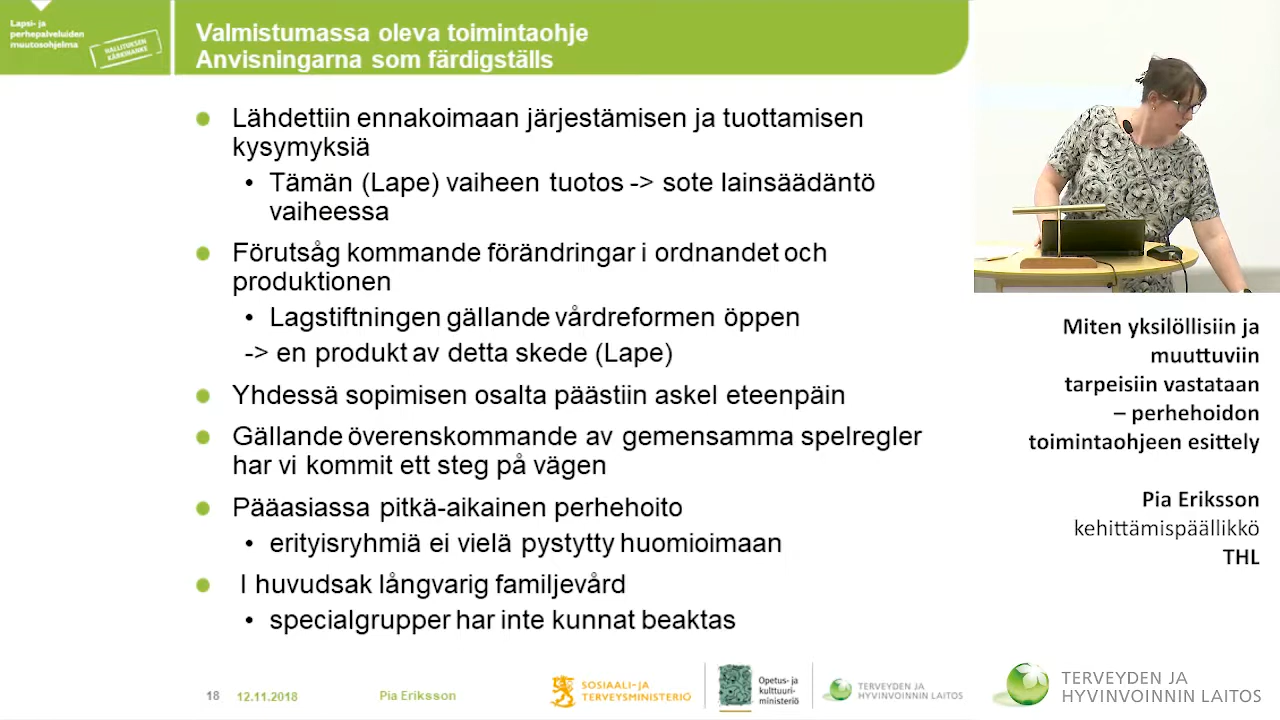 Lapsi- ja
perhepalveluiden
muutosohjelma
HALLITUKSEN
KÄRKIHANKE
Valmistumassa oleva toimintaohje
Anvisningarna som färdigställs
Lähdettiin ennakoimaan järjestämisen ja tuottamisen
kysymyksiä
Tämän (Lape) vaiheen tuotos -> sote lainsäädäntö
vaiheessa
Förutsåg kommande förändringar i ordnandet och
produktionen
Lagstiftningen gällande vårdreformen öppen
-> en produkt av detta skede (Lape)
Yhdessä sopimisen osalta päästiin askel eteenpäin
Gällande överenskommande av gemensamma spelregler
har vi kommit ett steg på vägen
Pääasiassa pitkä-aikainen perhehoito
erityisryhmiä ei vielä pystytty huomioimaan
I huvudsak långvarig familjevård
specialgrupper har inte kunnat beaktas
18 12.11.2018 Pia Eriksson
SOSIAALI- JA
TERVEYSMINISTERIÖ
Opetus- ja
kulttuuri-
ministeriö
TERVEYDEN JA
HYVINVOINNIN LAITOS
Miten yksilöllisiin ja
muuttuviin
tarpeisiin vastataan
– perhehoidon
toimintaohjeen esittely
Pia Eriksson
kehittämispäällikkö
THL
TERVEYDEN JA
HYVINVOINNIN LAITOS